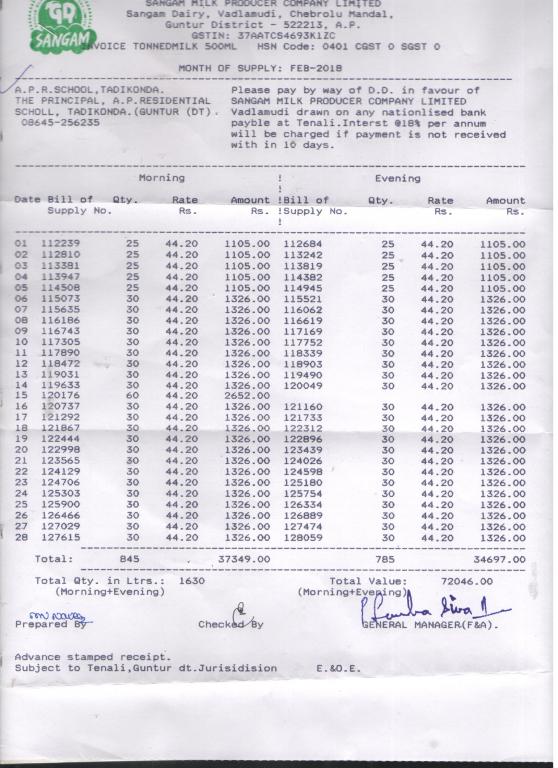 SANGAM MILK PRODUCER COMPANY LIMITED
Sangam Dairy, Vadlamudi, Chebrolu Mandal,
Guntur District - 522213, A.P.
GSTIN: 37AATCS4693K1ZC
SANGAM
INVOICE TONNEDMILK 500ML HSN Code: 0401 CGST 0 SGST 0
MONTH OF SUPPLY: FEB-2018
A.P.R.SCHOOL,TADIKONDA. Please pay by way of D.D. in favour of
THE PRINCIPAL, A.P.RESIDENTIAL SANGAM MILK PRODUCER COMPANY LIMITED
SCHOLL, TADIKONDA.(GUNTUR (DT). Vadlamudi drawn on any nationlised bank
08645-256235 payble at Tenali.Interst @18% per annum
will be charged if payment is not received
with in 10 days.
Morning ! Evening
!
Date Bill of Qty. Rate Amount !Bill of Qty. Rate Amount
Supply No. Rs. Rs. !Supply No. Rs. Rs.
!
01 112239 25 44.20 1105.00 112684 25 44.20 1105.00
02 112810 25 44.20 1105.00 113242 25 44.20 1105.00
03 113381 25 44.20 1105.00 113819 25 44.20 1105.00
04 113947 25 44.20 1105.00 114382 25 44.20 1105.00
05 114508 25 44.20 1105.00 114945 25 44.20 1105.00
06 115073 30 44.20 1326.00 115521 30 44.20 1326.00
07 115635 30 44.20 1326.00 116062 30 44.20 1326.00
08 116186 30 44.20 1326.00 116619 30 44.20 1326.00
09 116743 30 44.20 1326.00 117169 30 44.20 1326.00
10 117305 30 44.20 1326.00 117752 30 44.20 1326.00
11 117890 30 44.20 1326.00 118339 30 44.20 1326.00
12 118472 30 44.20 1326.00 118903 30 44.20 1326.00
13 119031 30 44.20 1326.00 119490 30 44.20 1326.00
14 119633 30 44.20 1326.00 120049 30 44.20 1326.00
15 120176 60 44.20 2652.00
16 120737 30 44.20 1326.00 121160 30 44.20 1326.00
17 121292 30 44.20 1326.00 121733 30 44.20 1326.00
18 121867 30 44.20 1326.00 122312 30 44.20 1326.00
19 122444 30 44.20 1326.00 122896 30 44.20 1326.00
20 122998 30 44.20 1326.00 123439 30 44.20 1326.00
21 123565 30 44.20 1326.00 124026 30 44.20 1326.00
22 124129 30 44.20 1326.00 124598 30 44.20 1326.00
23 124706 30 44.20 1326.00 125180 30 44.20 1326.00
24 125303 30 44.20 1326.00 125754 30 44.20 1326.00
25 125900 30 44.20 1326.00 126334 30 44.20 1326.00
26 126466 30 44.20 1326.00 126889 30 44.20 1326.00
27 127029 30 44.20 1326.00 127474 30 44.20 1326.00
28 127615 30 44.20 1326.00 128059 30 44.20 1326.00
Total: 845 37349.00 785 34697.00
Total Qty. in Ltrs: 1630 Total Value: 72046.00
(Morning+Evening) (Morning+Evening)
Prepared By Checked By GENERAL MANAGER(F&A).
Advance stamped receipt.
Subject to Tenali,Guntur dt.Jurisidision E.&O.E.